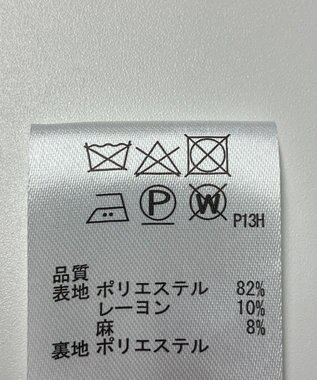 P W P13H
品質
表地 ポリエステル 82%
レーヨン 10%
麻 8%
裏地 ポリエステル